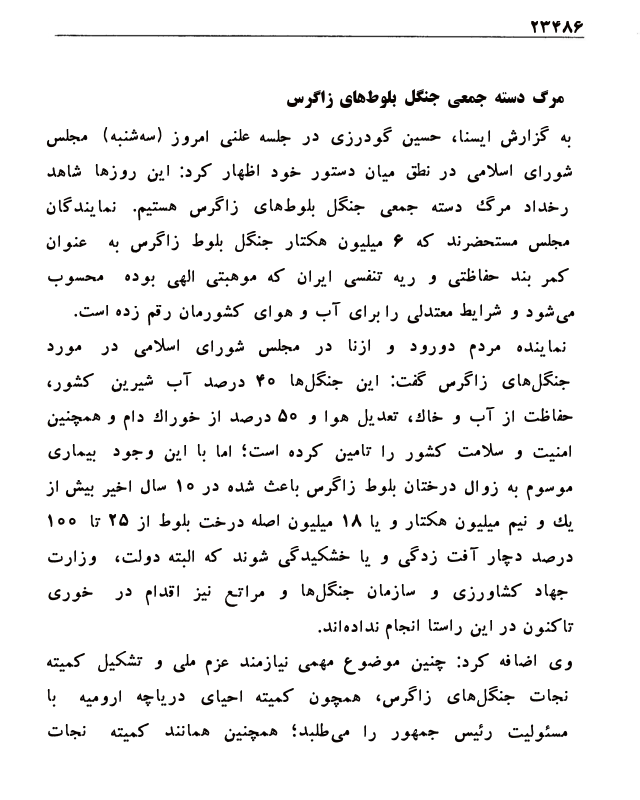 ۲۳۴۸۶
مرگ دسته جمعی جنگل بلوط‌های زاگرس
به گزارش ایسنا، حسین گودرزی در جلسه علنی امروز (سه‌شنبه) مجلس
شورای اسلامی در نطق میان دستور خود اظهار کرد: این روزها شاهد
رخداد مرگ دسته جمعی جنگل بلوط‌های زاگرس هستیم. نمایندگان
مجلس مستحضرند که ۶ میلیون هکتار جنگل بلوط زاگرس به عنوان
کمر بند حفاظتی و ریه تنفسی ایران که موهبتی الهی بوده محسوب
می‌شود و شرایط معتدلی را برای آب و هوای کشورمان رقم زده است.
نماینده مردم دورود و ازنا در مجلس شورای اسلامی در مورد
جنگل‌های زاگرس گفت: این جنگل‌ها ۴۰ درصد آب شیرین کشور،
حفاظت از آب و خاک، تعدیل هوا و ۵۰ درصد از خوراک دام و همچنین
امنیت و سلامت کشور را تامین کرده است؛ اما با این وجود بیماری
موسوم به زوال درختان بلوط زاگرس باعث شده در ۱۰ سال اخیر بیش از
یك و نیم میلیون هکتار و یا ۱۸ میلیون اصله درخت بلوط از ۲۵ تا ۱۰۰
درصد دچار آفت زدگی و یا خشکیدگی شوند که البته دولت، وزارت
جهاد کشاورزی و سازمان جنگل‌ها و مراتع نیز اقدام در خوری
تاکنون در این راستا انجام نداده‌اند.
وی اضافه کرد: چنین موضوع مهمی نیازمند عزم ملی و تشکیل کمیته
نجات جنگل‌های زاگرس، همچون کمیته احیای دریاچه ارومیه با
مسئولیت رئیس جمهور را می‌طلبد؛ همچنین همانند کمیته نجات